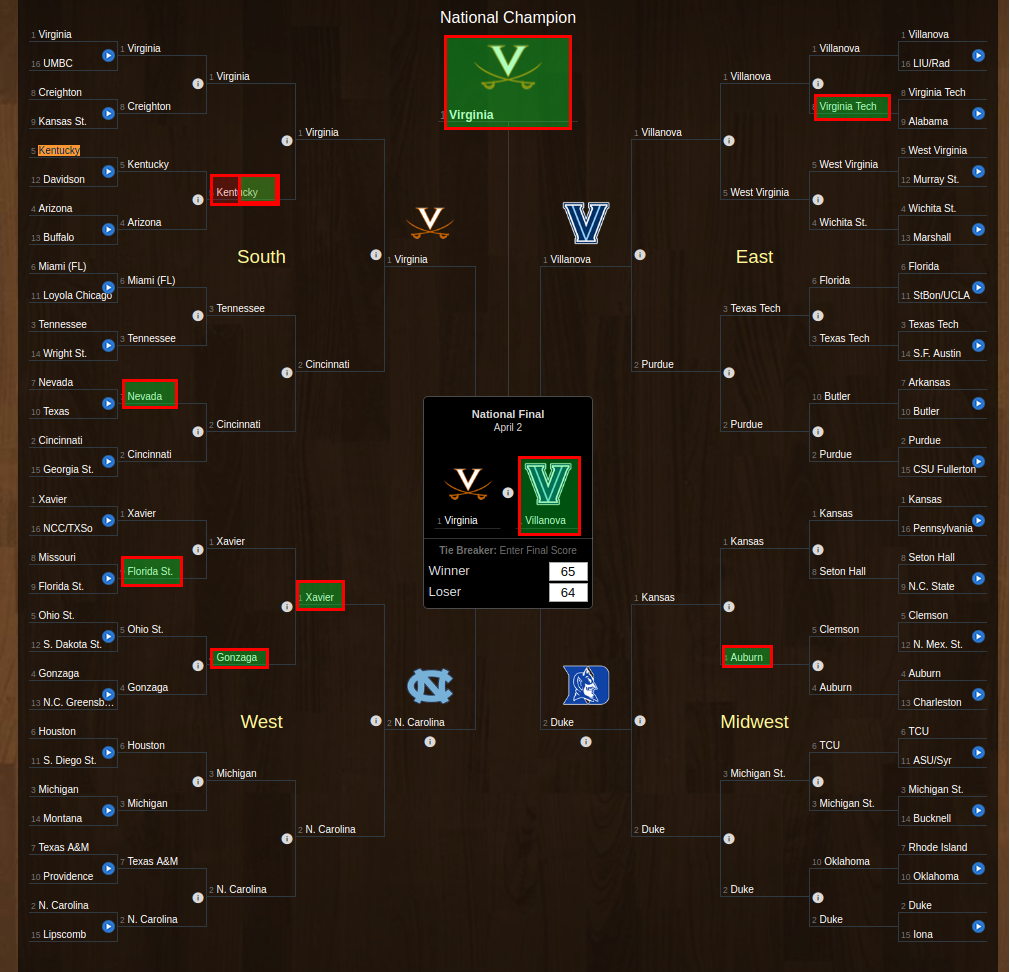 National Champion
1 Virginia
1 Virginia
16 UMBC
8 Creighton
9 Kansas St.
5 Kentucky
12 Davidson
4 Arizona
13 Buffalo
6 Miami (FL)
11 Loyola Chicago
3 Tennessee
14 Wright St.
7 Nevada
10 Texas
2 Cincinnati
15 Georgia St.
1 Virginia
8 Creighton
5 Kentucky
4 Arizona
6 Miami (FL)
3 Tennessee
Nevada
2 Cincinnati
1 Virginia
Kentucky
3 Tennessee
2 Cincinnati
1 Virginia
2 Cincinnati
South
1 Virginia
1 Xavier
16 NCC/TXSo
8 Missouri
9 Florida St.
5 Ohio St.
12 S. Dakota St.
4 Gonzaga
13 N.C. Greensb...
6 Houston
11 S. Diego St.
3 Michigan
14 Montana
7 Texas A&M
10 Providence
2 N. Carolina
15 Lipscomb
1 Xavier
Florida St.
5 Ohio St.
4 Gonzaga
6 Houston
3 Michigan
7 Texas A&M
2 N. Carolina
1 Xavier
Gonzaga
3 Michigan
2 N. Carolina
Xavier
2 N. Carolina
West
2 N. Carolina
National Final
April 2
1 Virginia
Villanova
Tie Breaker: Enter Final Score
Winner 65
Loser 64
1 Villanova
16 LIU/Rad
8 Virginia Tech
9 Alabama
5 West Virginia
12 Murray St.
4 Wichita St.
13 Marshall
6 Florida
11 StBon/UCLA
3 Texas Tech
14 S.F. Austin
7 Arkansas
10 Butler
2 Purdue
15 CSU Fullerton
1 Villanova
Virginia Tech
5 West Virginia
4 Wichita St.
6 Florida
3 Texas Tech
10 Butler
2 Purdue
1 Villanova
5 West Virginia
3 Texas Tech
2 Purdue
1 Villanova
2 Purdue
East
1 Villanova
1 Kansas
16 Pennsylvania
8 Seton Hall
9 N.C. State
5 Clemson
12 N. Mex. St.
4 Auburn
13 Charleston
6 TCU
11 ASU/Syr
3 Michigan St.
14 Bucknell
7 Rhode Island
10 Oklahoma
2 Duke
15 Iona
1 Kansas
8 Seton Hall
5 Clemson
4 Auburn
6 TCU
3 Michigan St.
10 Oklahoma
2 Duke
1 Kansas
Auburn
3 Michigan St.
2 Duke
1 Kansas
2 Duke
Midwest
2 Duke